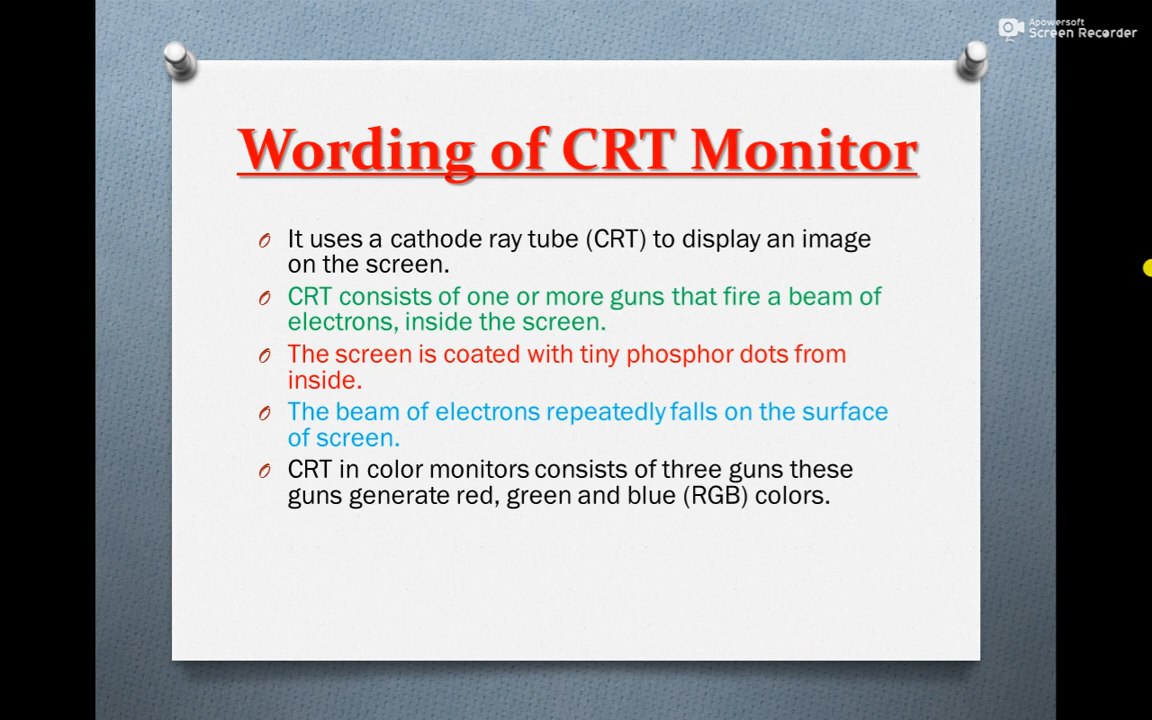 Apowersoft
Screen Recorder
Wording of CRT Monitor
It uses a cathode ray tube (CRT) to display an image
on the screen.
CRT consists of one or more guns that fire a beam of
electrons, inside the screen.
The screen is coated with tiny phosphor dots from
inside.
The beam of electrons repeatedly falls on the surface
of screen.
CRT in color monitors consists of three guns these
guns generate red, green and blue (RGB) colors.